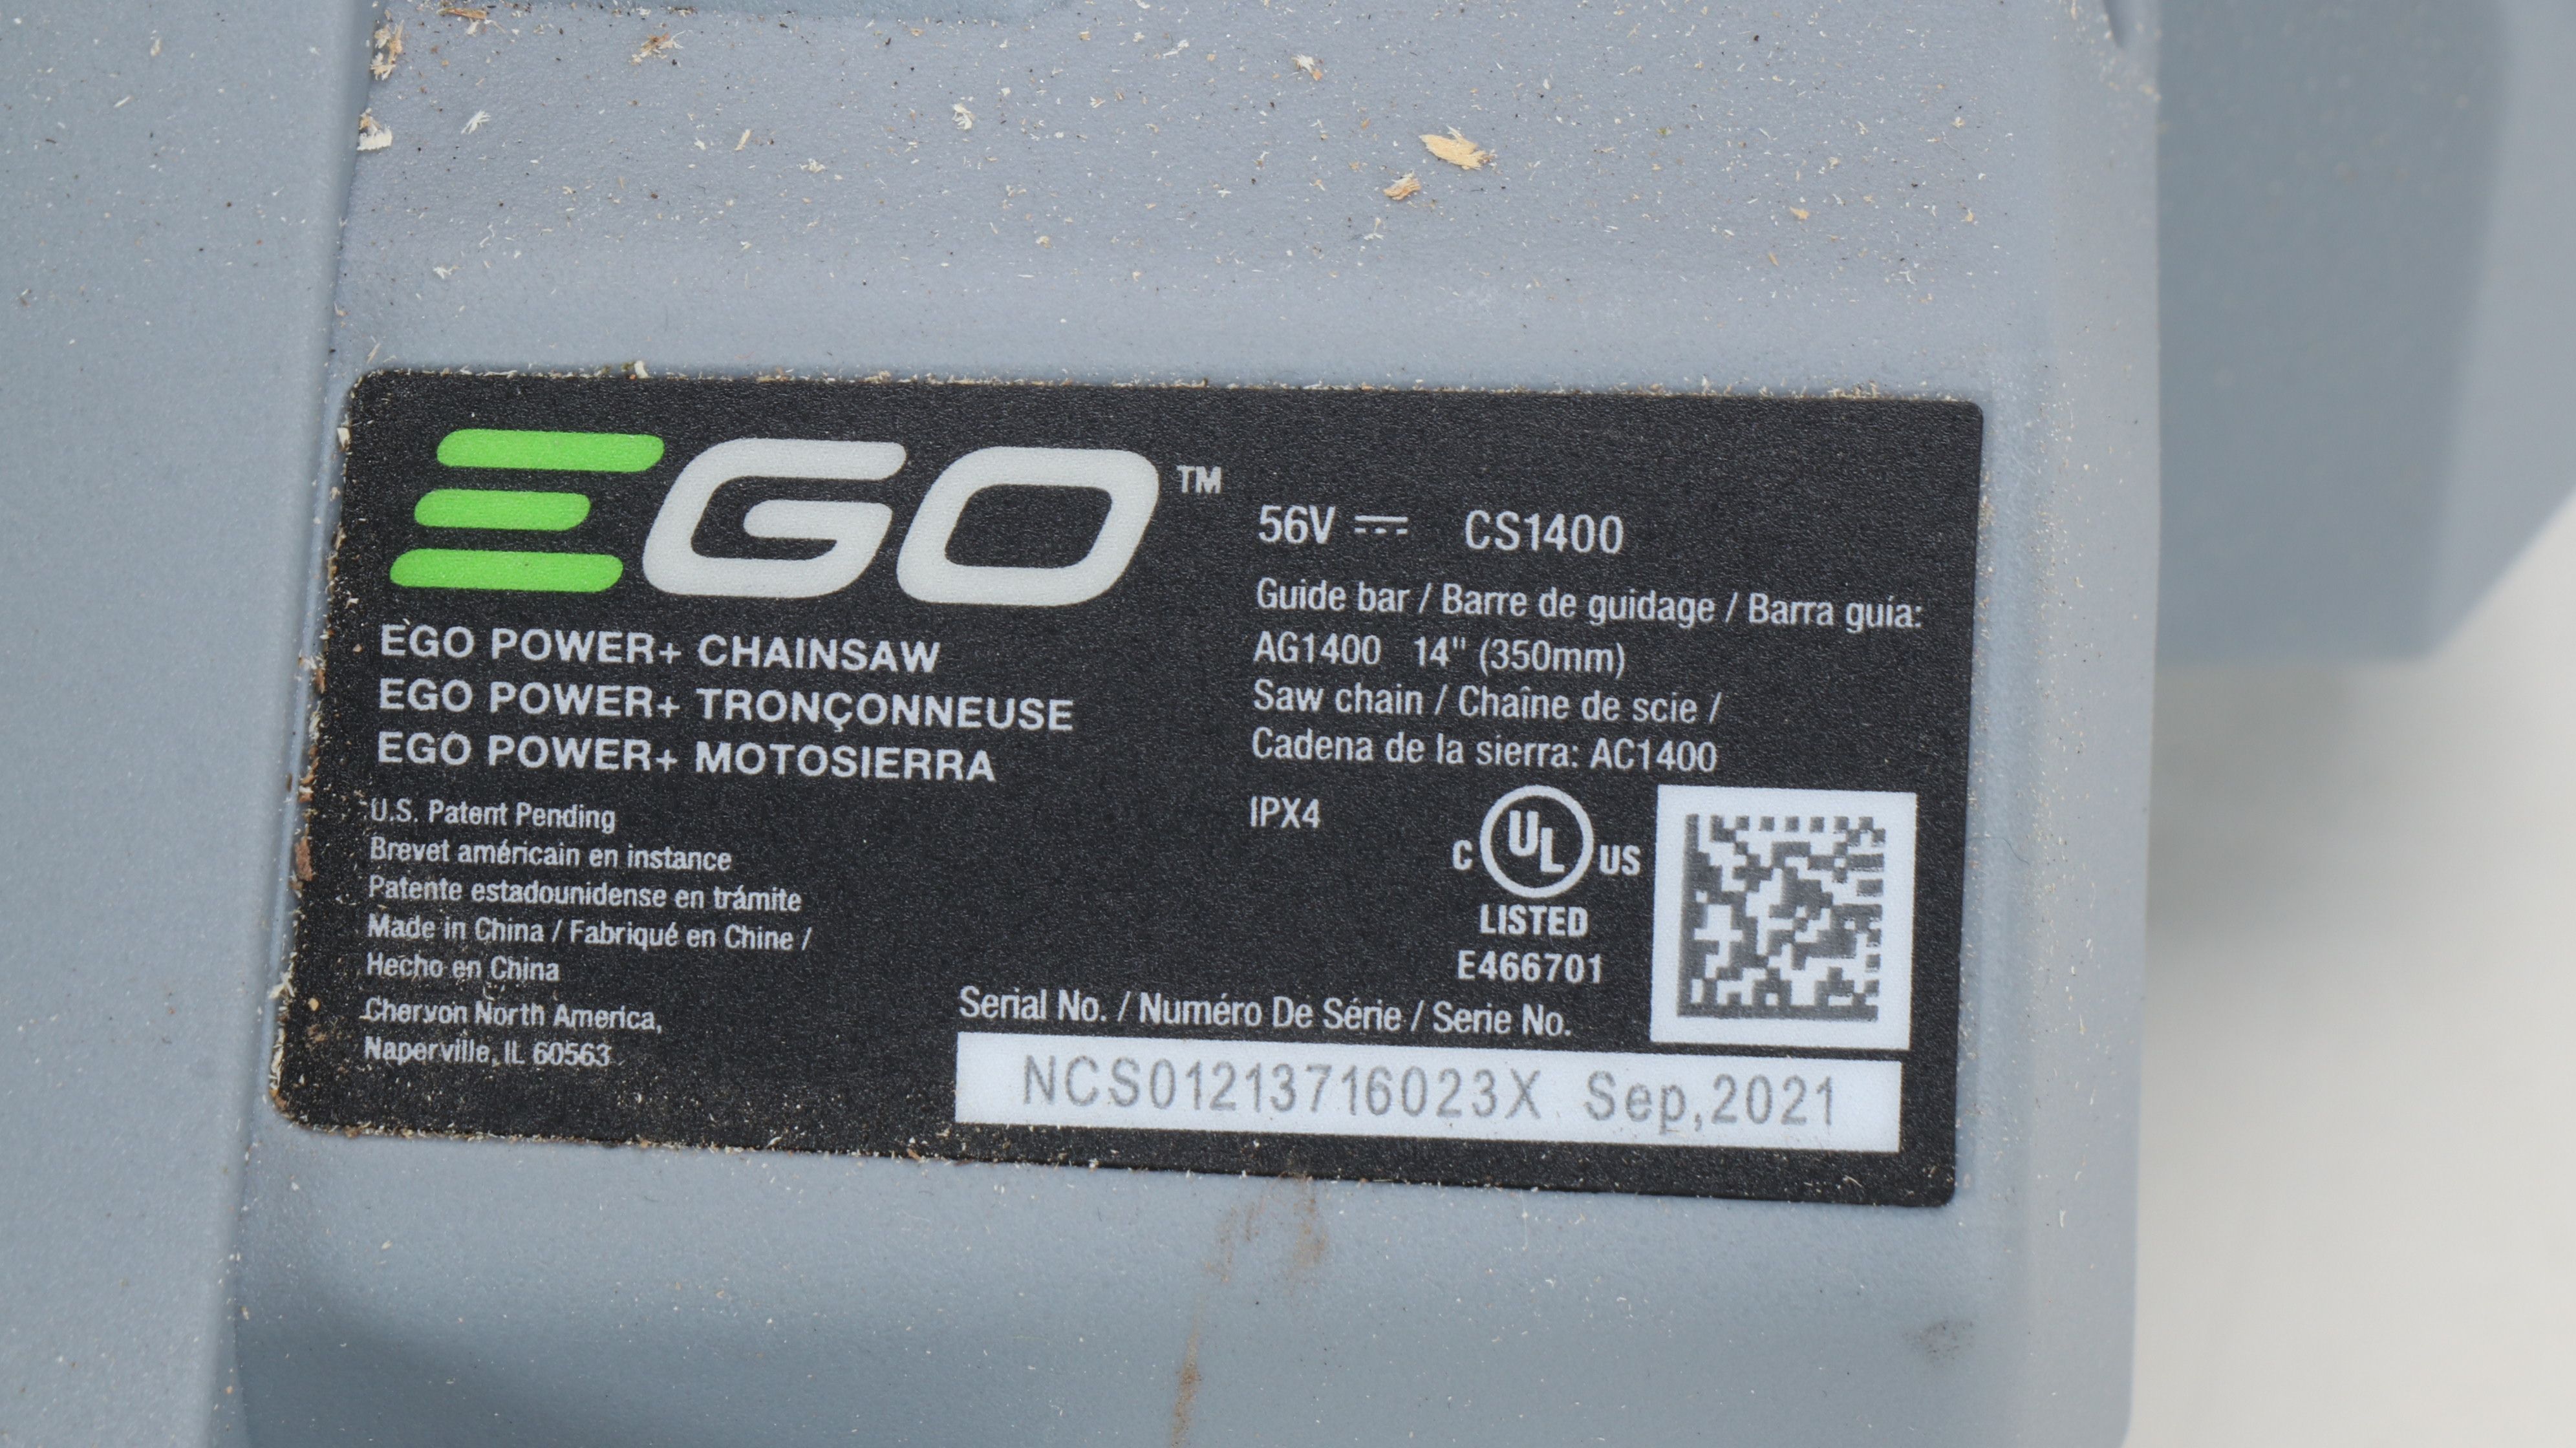 EGO™
EGO POWER+ CHAINSAW
EGO POWER+ TRONÇONNEUSE
EGO POWER+ MOTOSIERRA
U.S. Patent Pending
Brevet américain en instance
Patente estadounidense en trámite
Made in China / Fabriqué en Chine /
Hecho en China
Chervon North America,
Naperville, IL 60563
56V ⎓ CS1400
Guide bar / Barre de guidage / Barra guía:
AG1400 14" (350mm)
Saw chain / Chaîne de scie /
Cadena de la sierra: AC1400
IPX4
C UL US
LISTED
E466701
Serial No. / Numéro De Série / Serie No.
NCS01213716023X Sep,2021